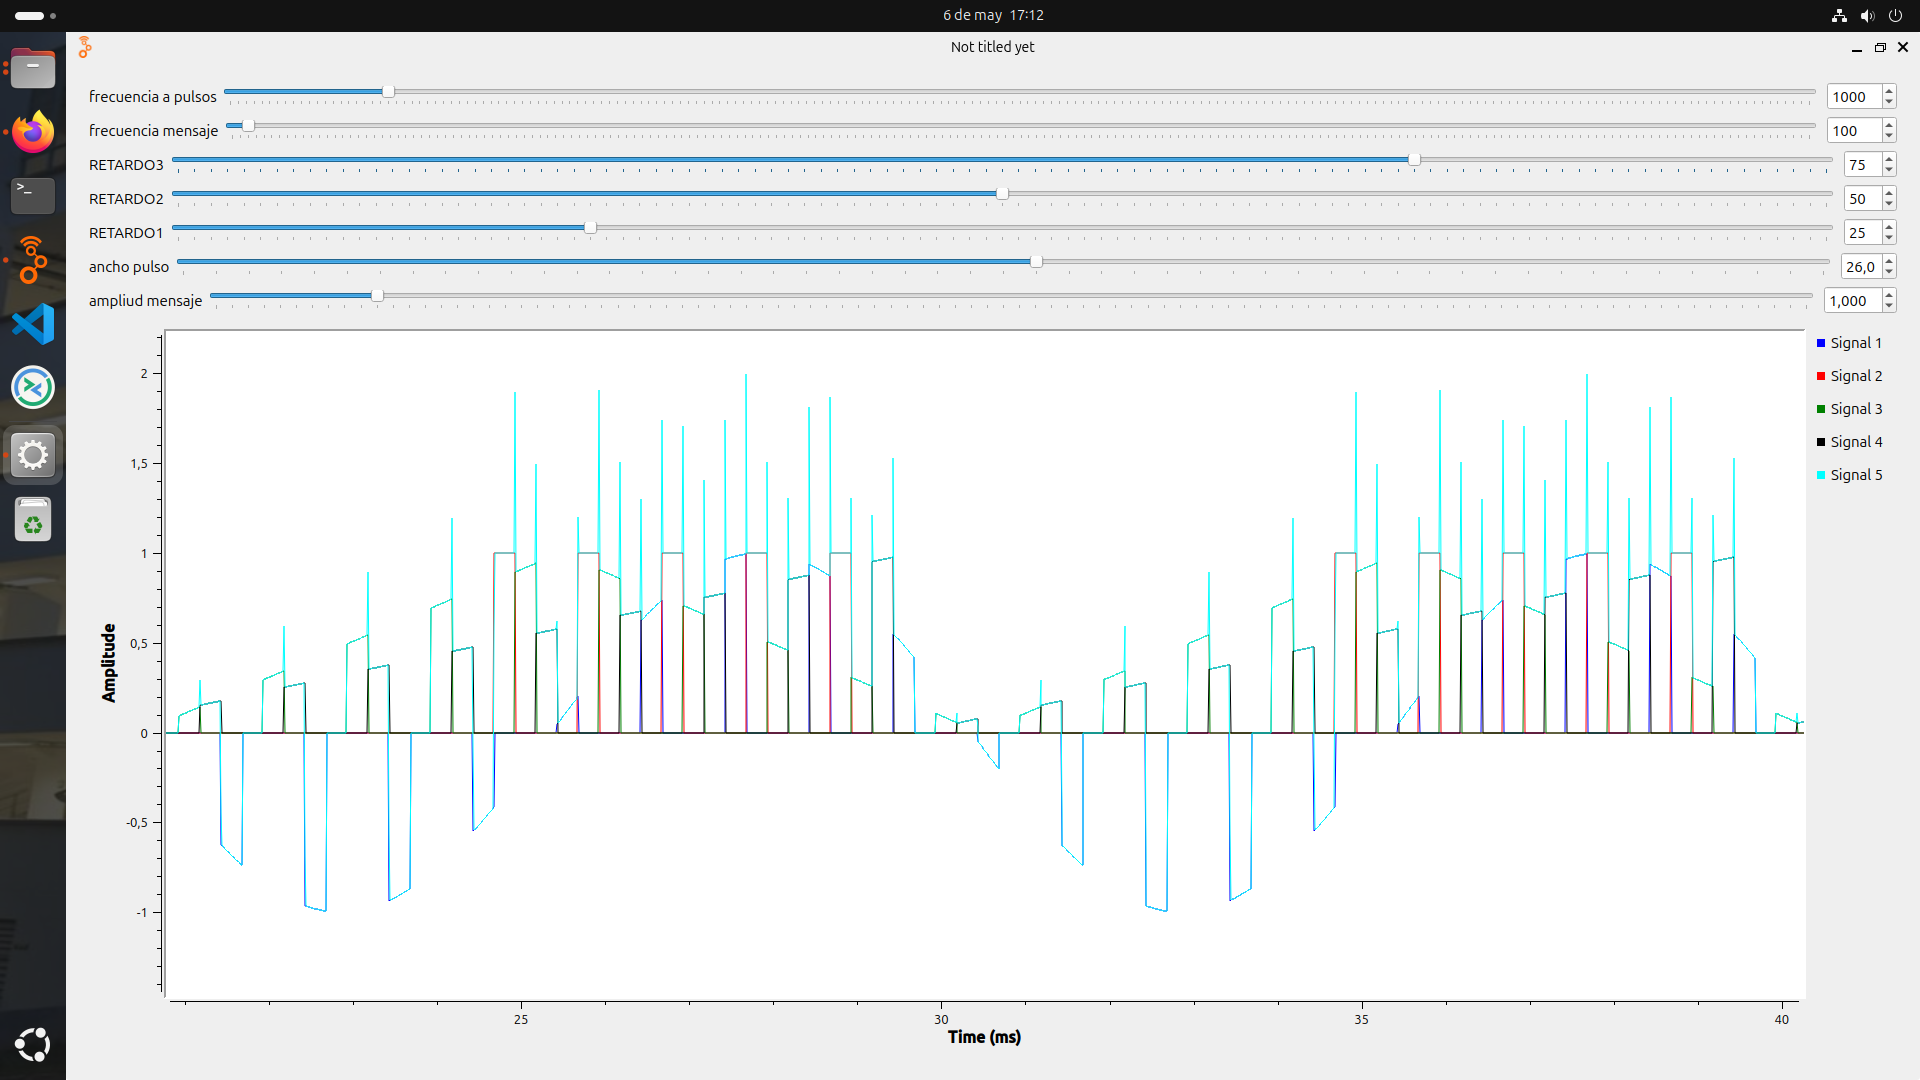 6 de may 17:12
Not titled yet
frecuencia a pulsos 1000
frecuencia mensaje 100
RETARDO3 75
RETARDO2 50
RETARDO1 25
ancho pulso 26,0
ampliud mensaje 1,000
Signal 1
Signal 2
Signal 3
Signal 4
Signal 5
Amplitude
2
1,5
1
0,5
0
-0,5
-1
25 30 35 40
Time (ms)
>_